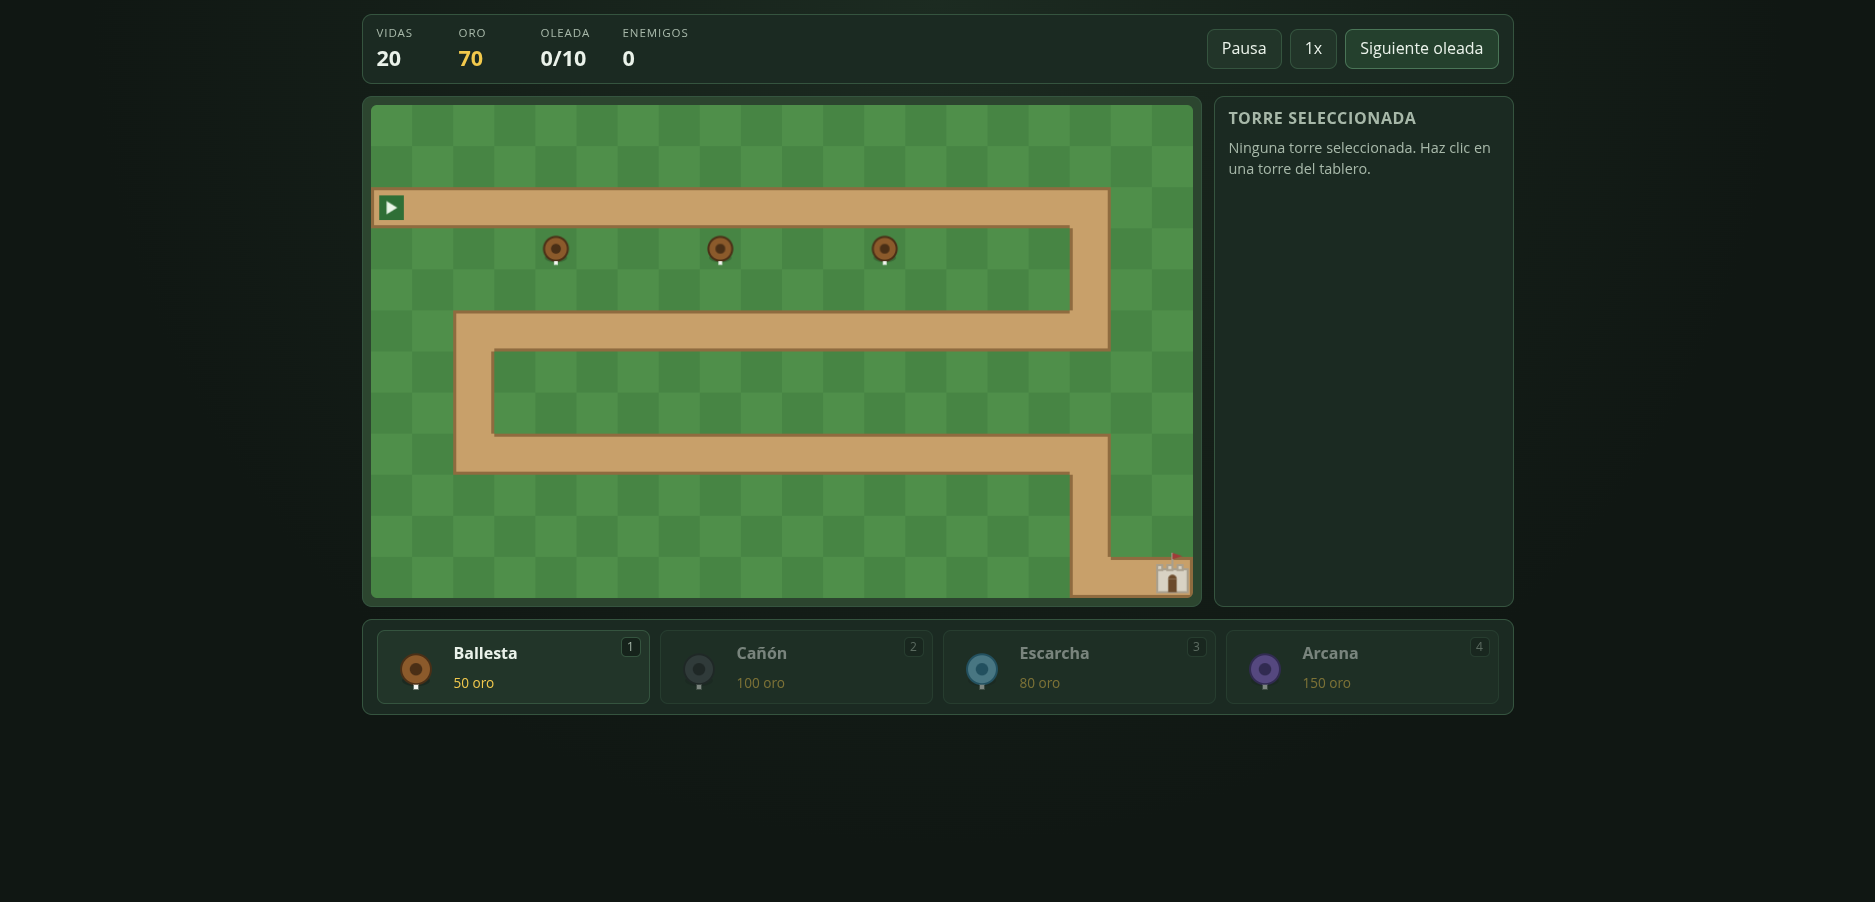 VIDAS
20
ORO
70
OLEADA
0/10
ENEMIGOS
0
Pausa
1x
Siguiente oleada
TORRE SELECCIONADA
Ninguna torre seleccionada. Haz clic en
una torre del tablero.
Ballesta
50 oro
1
Cañón
100 oro
2
Escarcha
80 oro
3
Arcana
150 oro
4